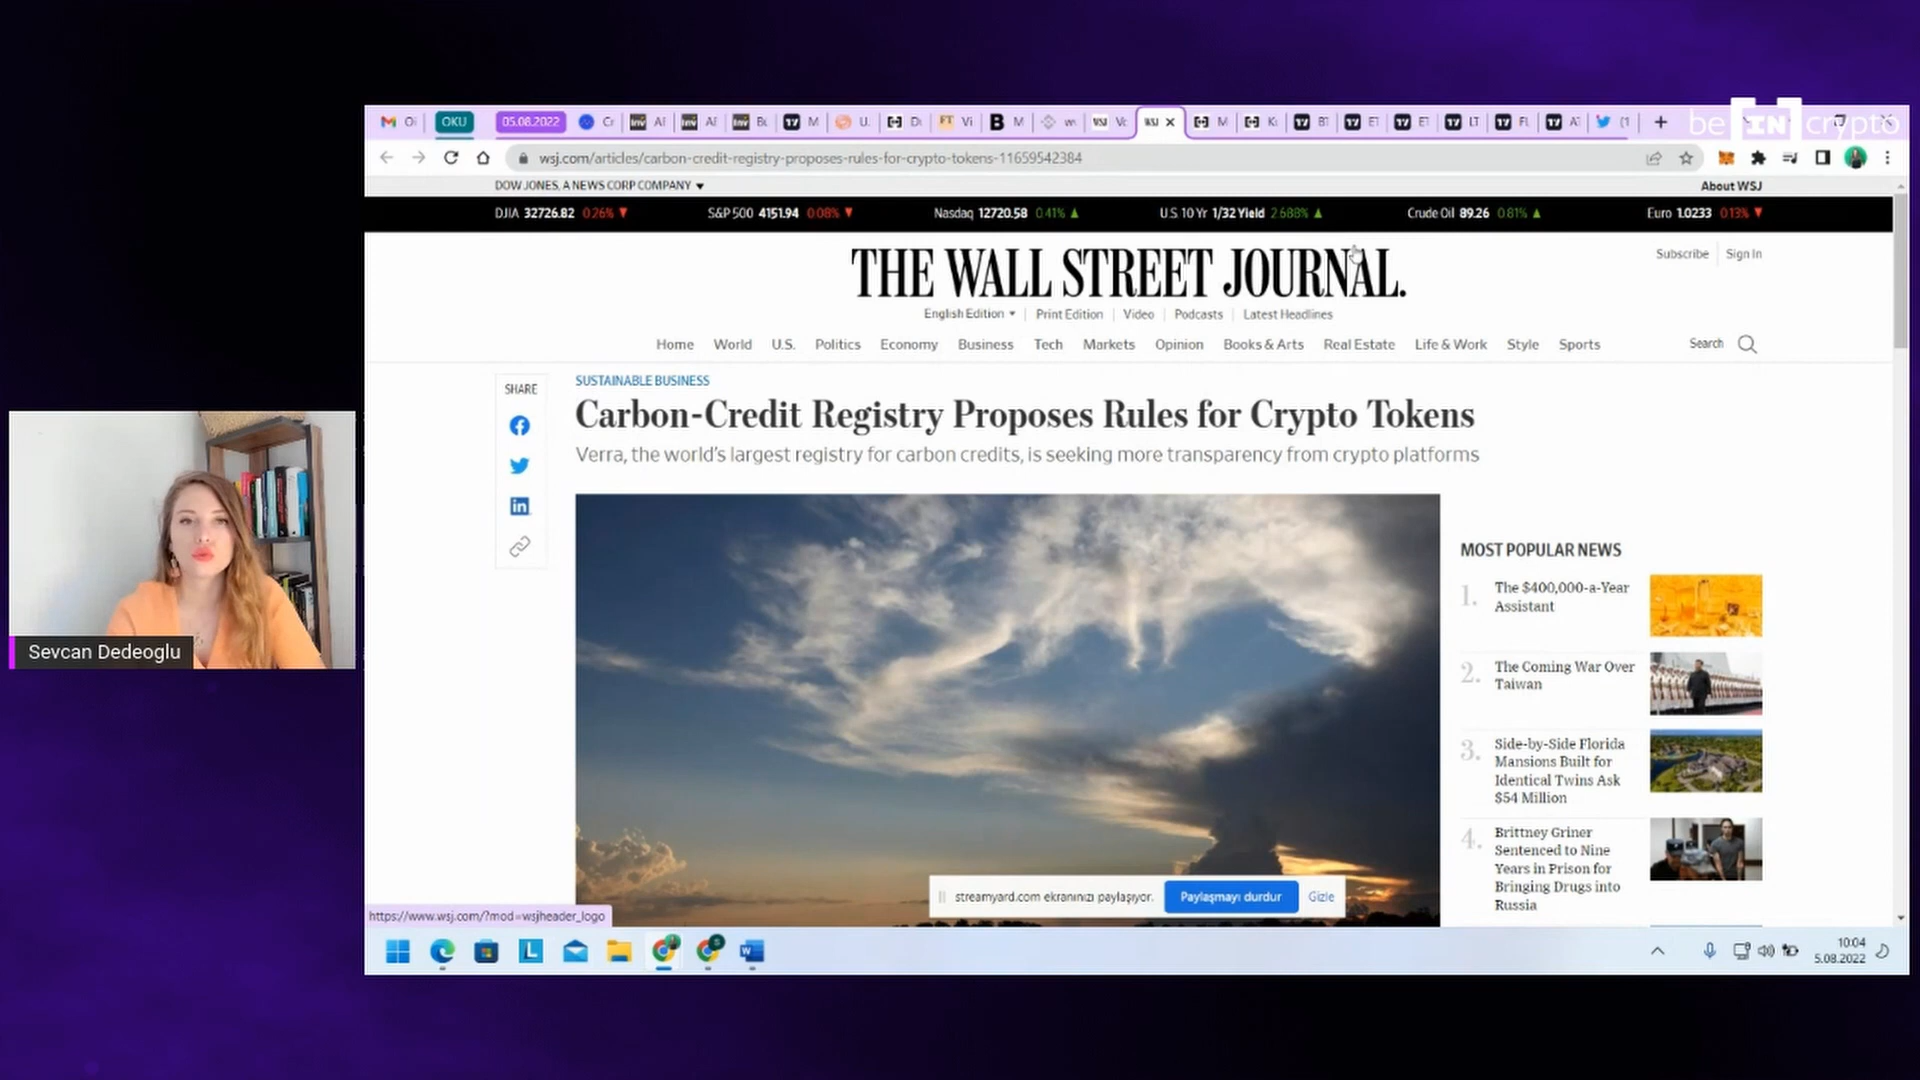 OKU
05.08.2022
be[IN]crypto
wsj.com/articles/carbon-credit-registry-proposes-rules-for-crypto-tokens-11659542384
DOW JONES, A NEWS CORP COMPANY
About WSJ
DJIA 32726.82 0.26%
S&P 500 4151.94 0.08%
Nasdaq 12720.58 0.41%
U.S. 10 Yr 1/32 Yield 2.688%
Crude Oil 89.26 0.81%
Euro 1.0233 0.13%
THE WALL STREET JOURNAL.
Subscribe
Sign In
English Edition
Print Edition
Video
Podcasts
Latest Headlines
Home World U.S. Politics Economy Business Tech Markets Opinion Books & Arts Real Estate Life & Work Style Sports
Search
SHARE
SUSTAINABLE BUSINESS
Carbon-Credit Registry Proposes Rules for Crypto Tokens
Verra, the world's largest registry for carbon credits, is seeking more transparency from crypto platforms
MOST POPULAR NEWS
1. The $400,000-a-Year
Assistant
2. The Coming War Over
Taiwan
3. Side-by-Side Florida
Mansions Built for
Identical Twins Ask
$54 Million
4. Brittney Griner
Sentenced to Nine
Years in Prison for
Bringing Drugs into
Russia
Sevcan Dedeoglu
streamyard.com ekranınızı paylaşıyor.
Paylaşmayı durdur
Gizle
https://www.wsj.com/?mod=wsjheader_logo
10:04
5.08.2022